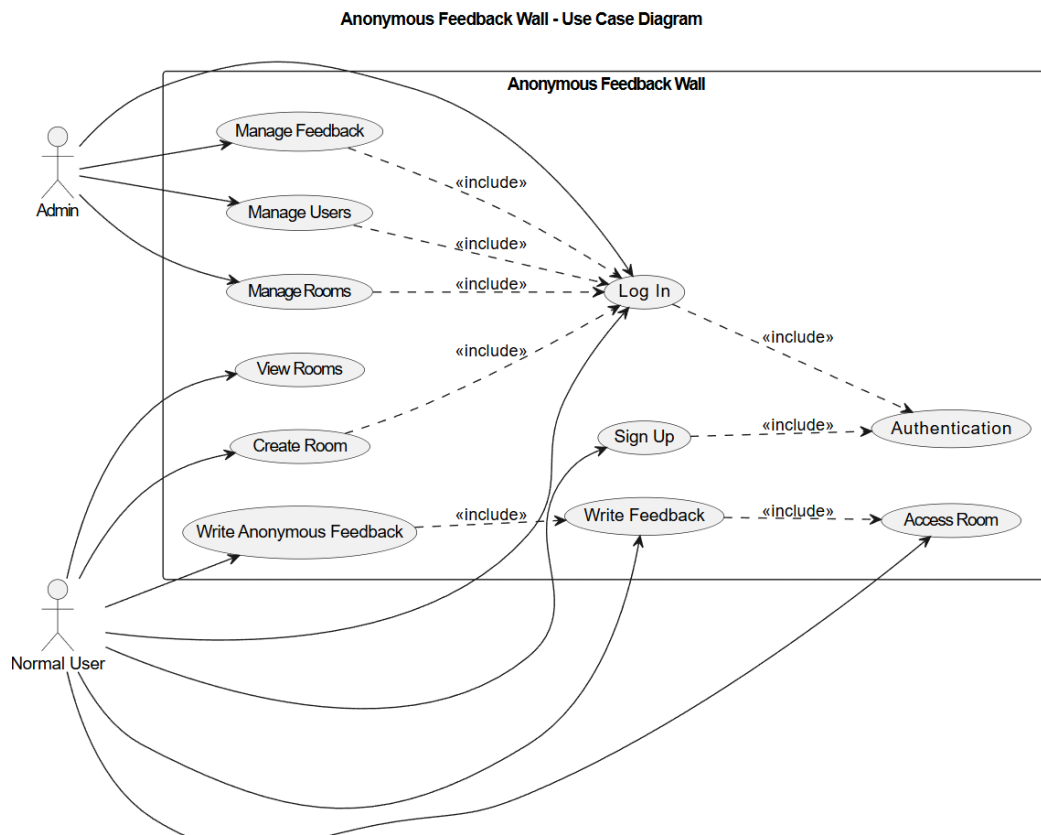 Anonymous Feedback Wall - Use Case Diagram
Anonymous Feedback Wall
Manage Feedback
«include»
Admin
Manage Users
«include»
Manage Rooms
«include»
Log In
«include»
View Rooms
«include»
Create Room
Sign Up
«include»
Authentication
Write Anonymous Feedback
«include»
Write Feedback
«include»
Access Room
Normal User